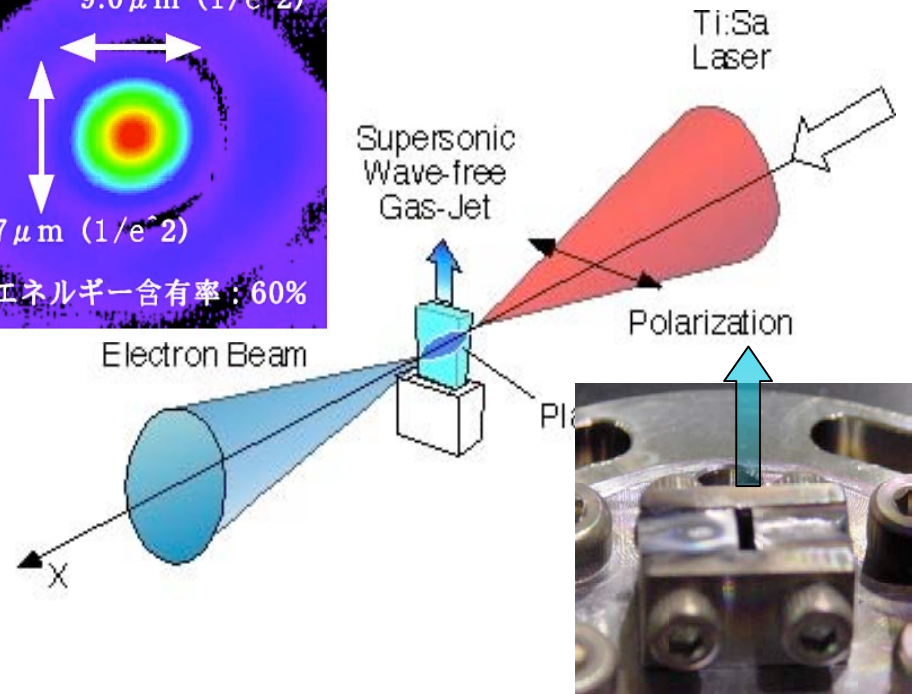 9.0μm (1/e^2)
7μm (1/e^2)
エネルギー含有率：60%
Ti:Sa
Laser
Supersonic
Wave-free
Gas-Jet
Polarization
Electron Beam
X